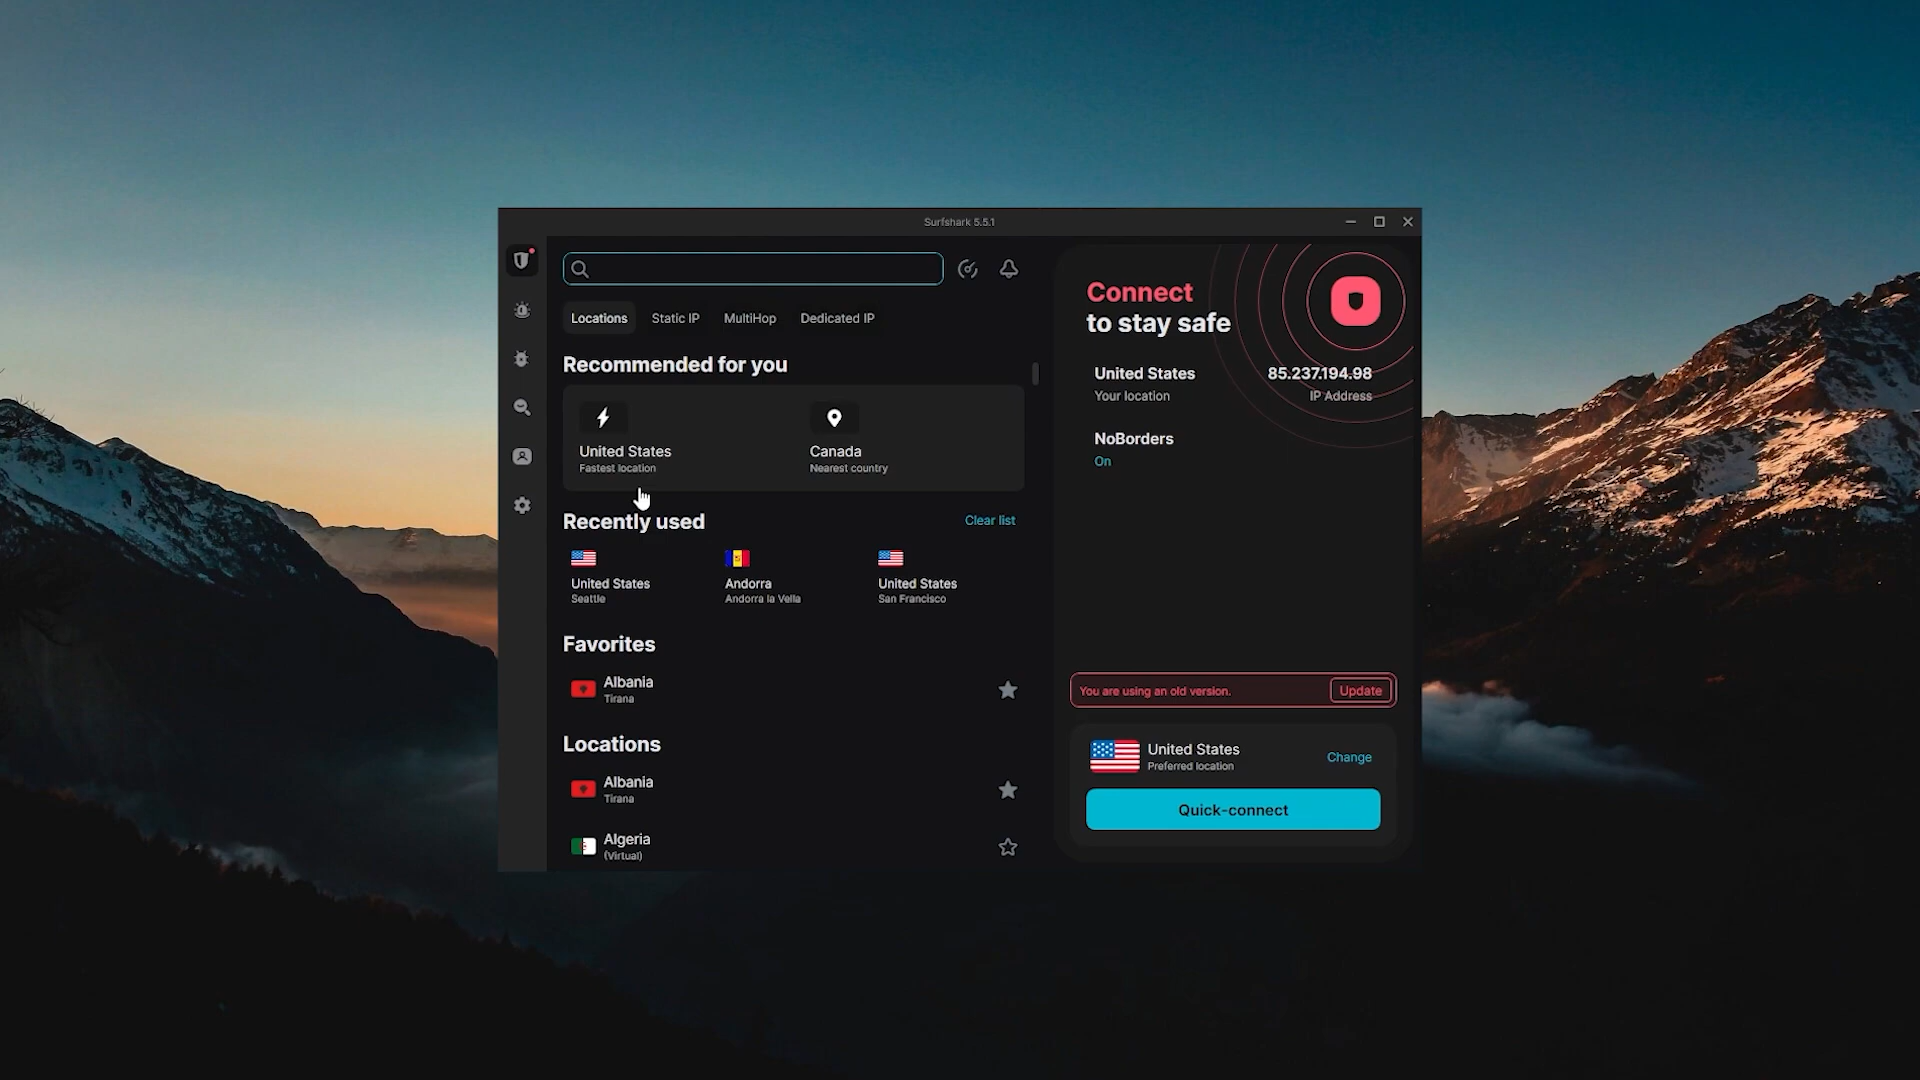 Surfshark 5.5.1
Locations
Static IP
MultiHop
Dedicated IP
Recommended for you
United States
Fastest location
Canada
Nearest country
Recently used
Clear list
United States
Seattle
Andorra
Andorra la Vella
United States
San Francisco
Favorites
Albania
Tirana
Locations
Albania
Tirana
Algeria
(Virtual)
Connect
to stay safe
United States
85.237.194.98
Your location
IP Address
NoBorders
On
You are using an old version.
Update
United States
Preferred location
Change
Quick-connect